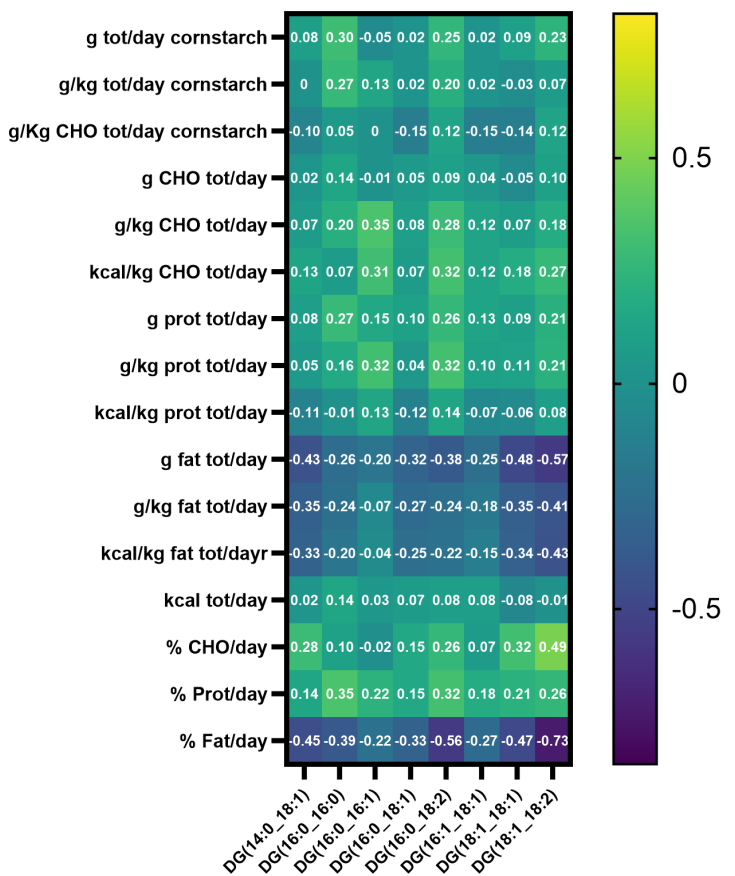 g tot/day cornstarch 0.08 0.30 -0.05 0.02 0.25 0.02 0.09 0.23
g/kg tot/day cornstarch 0 0.27 0.13 0.02 0.20 0.02 -0.03 0.07
g/Kg CHO tot/day cornstarch -0.10 0.05 0 -0.15 0.12 -0.15 -0.14 0.12
g CHO tot/day 0.02 0.14 -0.01 0.05 0.09 0.04 -0.05 0.10
g/kg CHO tot/day 0.07 0.20 0.35 0.08 0.28 0.12 0.07 0.18
kcal/kg CHO tot/day 0.13 0.07 0.31 0.07 0.32 0.12 0.18 0.27
g prot tot/day 0.08 0.27 0.15 0.10 0.26 0.13 0.09 0.21
g/kg prot tot/day 0.05 0.16 0.32 0.04 0.32 0.10 0.11 0.21
kcal/kg prot tot/day -0.11 -0.01 0.13 -0.12 0.14 -0.07 -0.06 0.08
g fat tot/day -0.43 -0.26 -0.20 -0.32 -0.38 -0.25 -0.48 -0.57
g/kg fat tot/day -0.35 -0.24 -0.07 -0.27 -0.24 -0.18 -0.35 -0.41
kcal/kg fat tot/dayr -0.33 -0.20 -0.04 -0.25 -0.22 -0.15 -0.34 -0.43
kcal tot/day 0.02 0.14 0.03 0.07 0.08 0.08 -0.08 -0.01
% CHO/day 0.28 0.10 -0.02 0.15 0.26 0.07 0.32 0.49
% Prot/day 0.14 0.35 0.22 0.15 0.32 0.18 0.21 0.26
% Fat/day -0.45 -0.39 -0.22 -0.33 -0.56 -0.27 -0.47 -0.73
DG(14:0_18:1)
DG(16:0_16:0)
DG(16:0_16:1)
DG(16:0_18:1)
DG(16:0_18:2)
DG(16:1_18:1)
DG(18:1_18:1)
DG(18:1_18:2)
0.5
0
-0.5